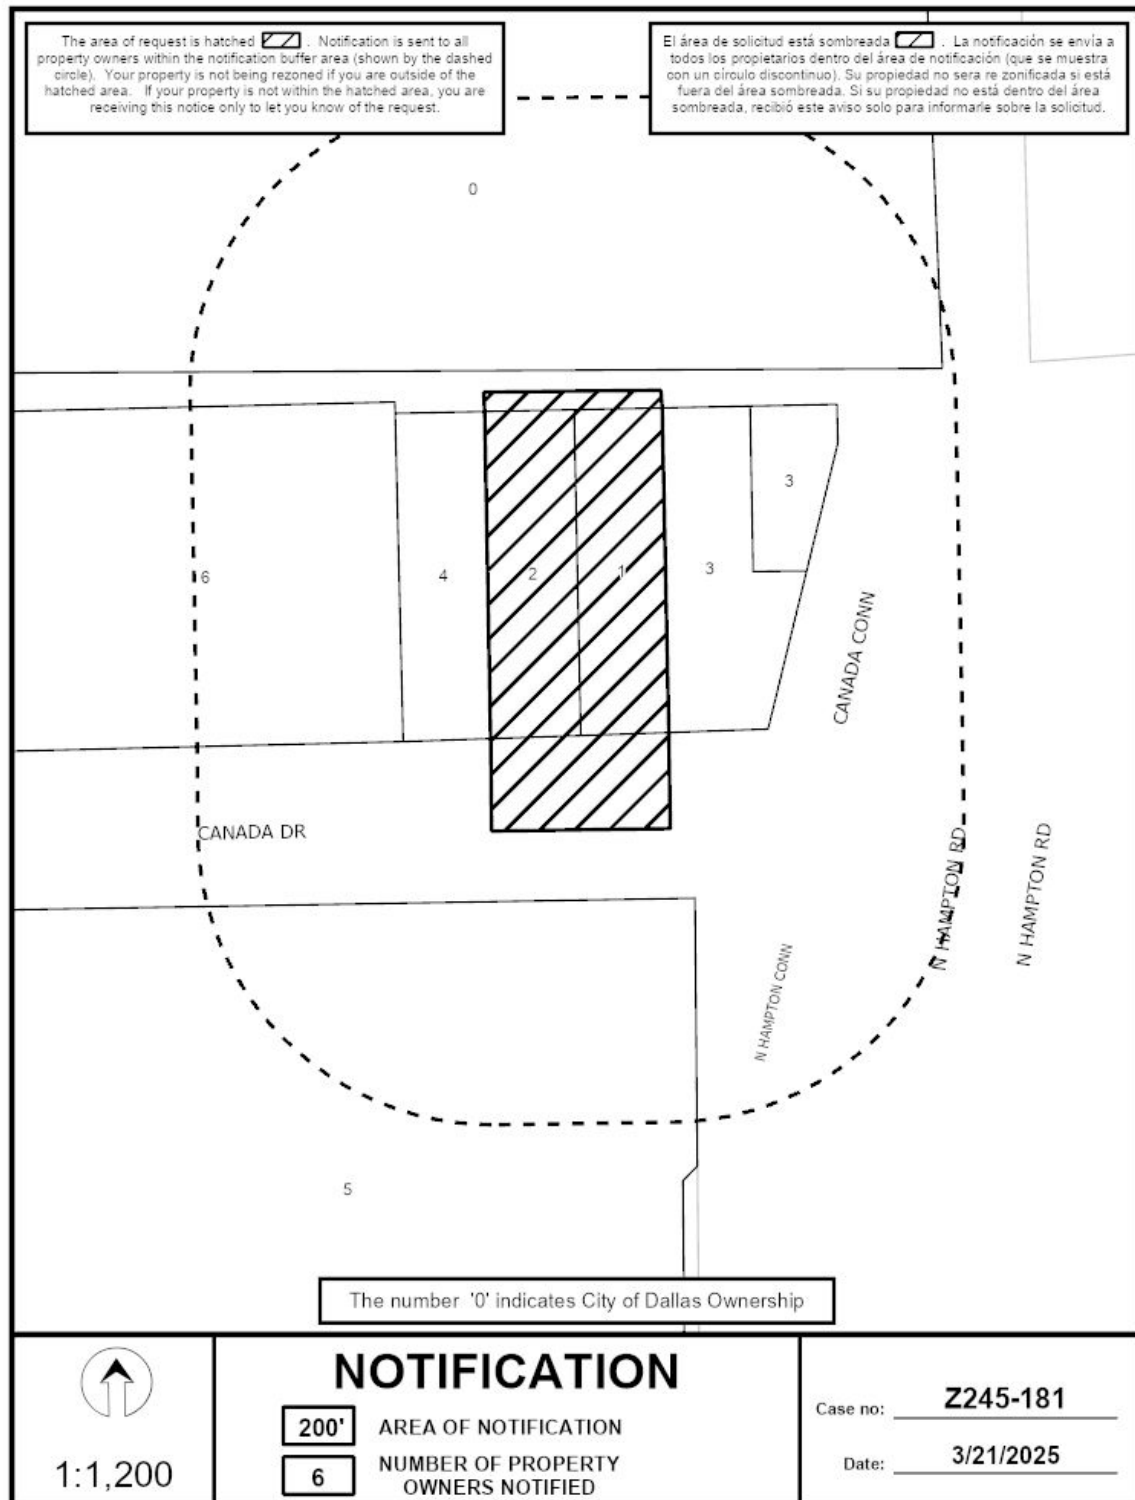 The area of request is hatched . Notification is sent to all
property owners within the notification buffer area (shown by the dashed
circle). Your property is not being rezoned if you are outside of the
hatched area. If your property is not within the hatched area, you are
receiving this notice only to let you know of the request.
El área de solicitud está sombreada . La notificación se envía a
todos los propietarios dentro del área de notificación (que se muestra
con un círculo discontinuo). Su propiedad no sera re zonificada si está
fuera del área sombreada. Si su propiedad no está dentro del área
sombreada, recibió este aviso solo para informarle sobre la solicitud.
0
3
6
4
2
1
3
CANADA CONN
CANADA DR
N HAMPTON RD
N HAMPTON RD
N HAMPTON CONN
5
The number '0' indicates City of Dallas Ownership
1:1,200
NOTIFICATION
200' AREA OF NOTIFICATION
6 NUMBER OF PROPERTY
OWNERS NOTIFIED
Case no: Z245-181
Date: 3/21/2025